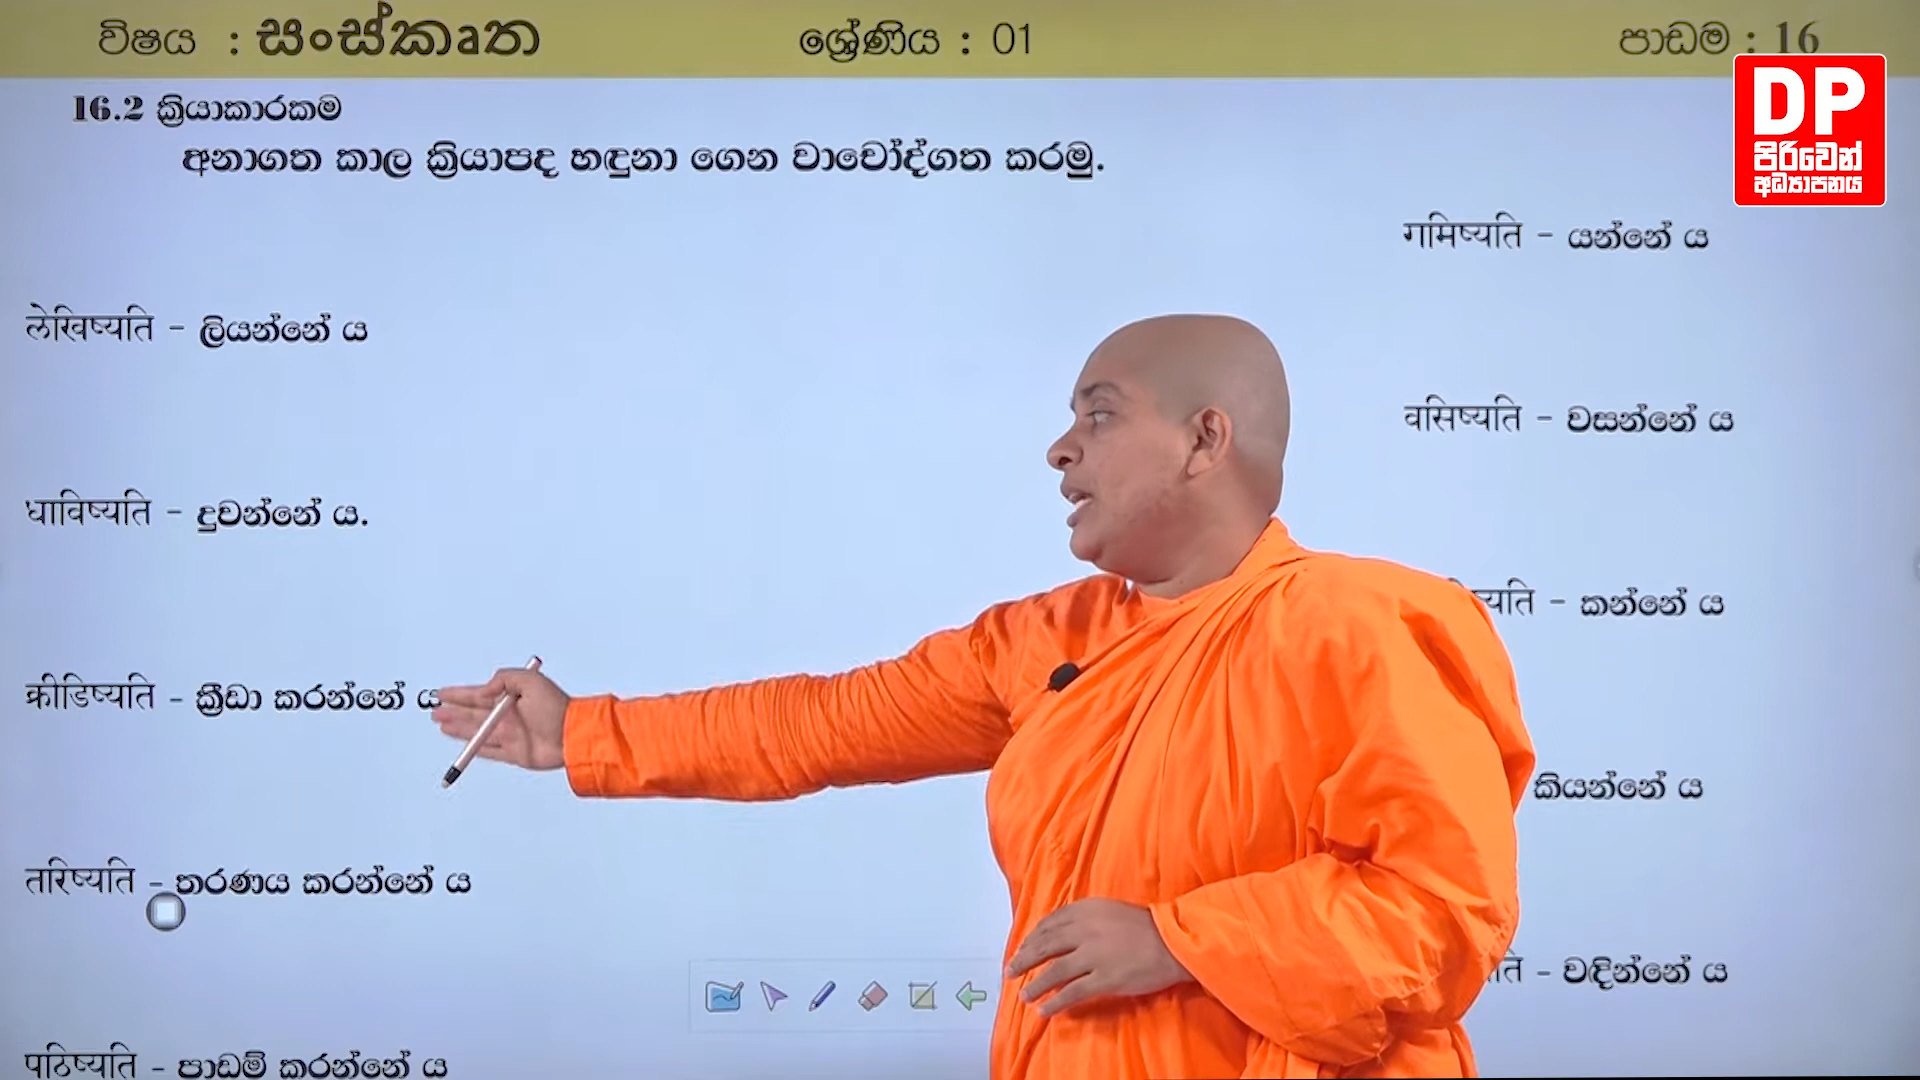 විෂය : සංස්කෘත
ශ්‍රේණිය : 01
පාඩම : 16
DP
පිරිවෙන්
අධ්‍යාපනය
16.2 ක්‍රියාකාරකම
අනාගත කාල ක්‍රියාපද හඳුනා ගෙන වාචෝද්ගත කරමු.
लेखिष्यति - ලියන්නේ ය
धाविष्यति - දුවන්නේ ය.
क्रीडिष्यति - ක්‍රීඩා කරන්නේ ය
तरिष्यति - තරණය කරන්නේ ය
पठिष्यति - පාඩම් කරන්නේ ය
गमिष्यति - යන්නේ ය
वसिष्यति - වසන්නේ ය
ष्यति - කන්නේ ය
කියන්නේ ය
ति - වඳින්නේ ය